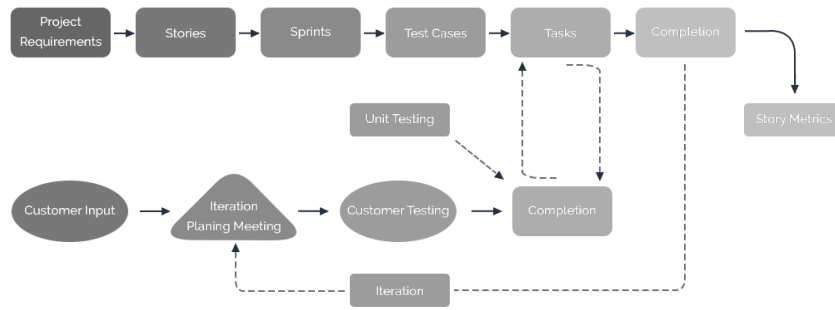 Project
Requirements
Stories
Sprints
Test Cases
Tasks
Completion
Unit Testing
Story Metrics
Customer Input
Iteration
Planing Meeting
Customer Testing
Completion
Iteration